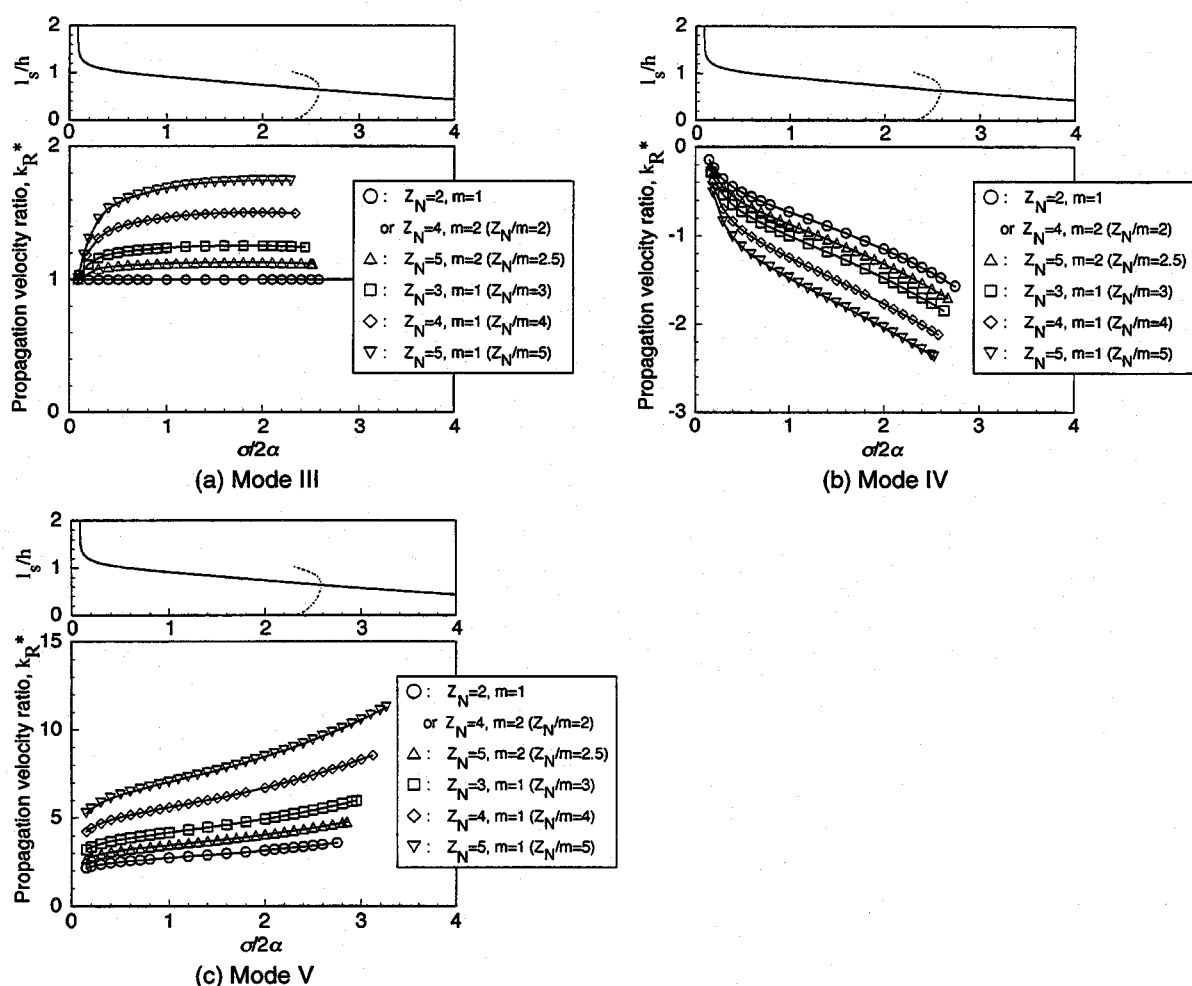 2
1
0
l_s/h
0 1 2 3 4
2
1
0
Propagation velocity ratio, k_R*
○ : Z_N=2, m=1
or Z_N=4, m=2 (Z_N/m=2)
△ : Z_N=5, m=2 (Z_N/m=2.5)
□ : Z_N=3, m=1 (Z_N/m=3)
◇ : Z_N=4, m=1 (Z_N/m=4)
▽ : Z_N=5, m=1 (Z_N/m=5)
0 1 2 3 4
σ/2α
(a) Mode III
2
1
0
l_s/h
0 1 2 3 4
0
-1
-2
-3
Propagation velocity ratio, k_R*
○ : Z_N=2, m=1
or Z_N=4, m=2 (Z_N/m=2)
△ : Z_N=5, m=2 (Z_N/m=2.5)
□ : Z_N=3, m=1 (Z_N/m=3)
◇ : Z_N=4, m=1 (Z_N/m=4)
▽ : Z_N=5, m=1 (Z_N/m=5)
0 1 2 3 4
σ/2α
(b) Mode IV
2
1
0
l_s/h
0 1 2 3 4
15
10
5
0
Propagation velocity ratio, k_R*
○ : Z_N=2, m=1
or Z_N=4, m=2 (Z_N/m=2)
△ : Z_N=5, m=2 (Z_N/m=2.5)
□ : Z_N=3, m=1 (Z_N/m=3)
◇ : Z_N=4, m=1 (Z_N/m=4)
▽ : Z_N=5, m=1 (Z_N/m=5)
0 1 2 3 4
σ/2α
(c) Mode V